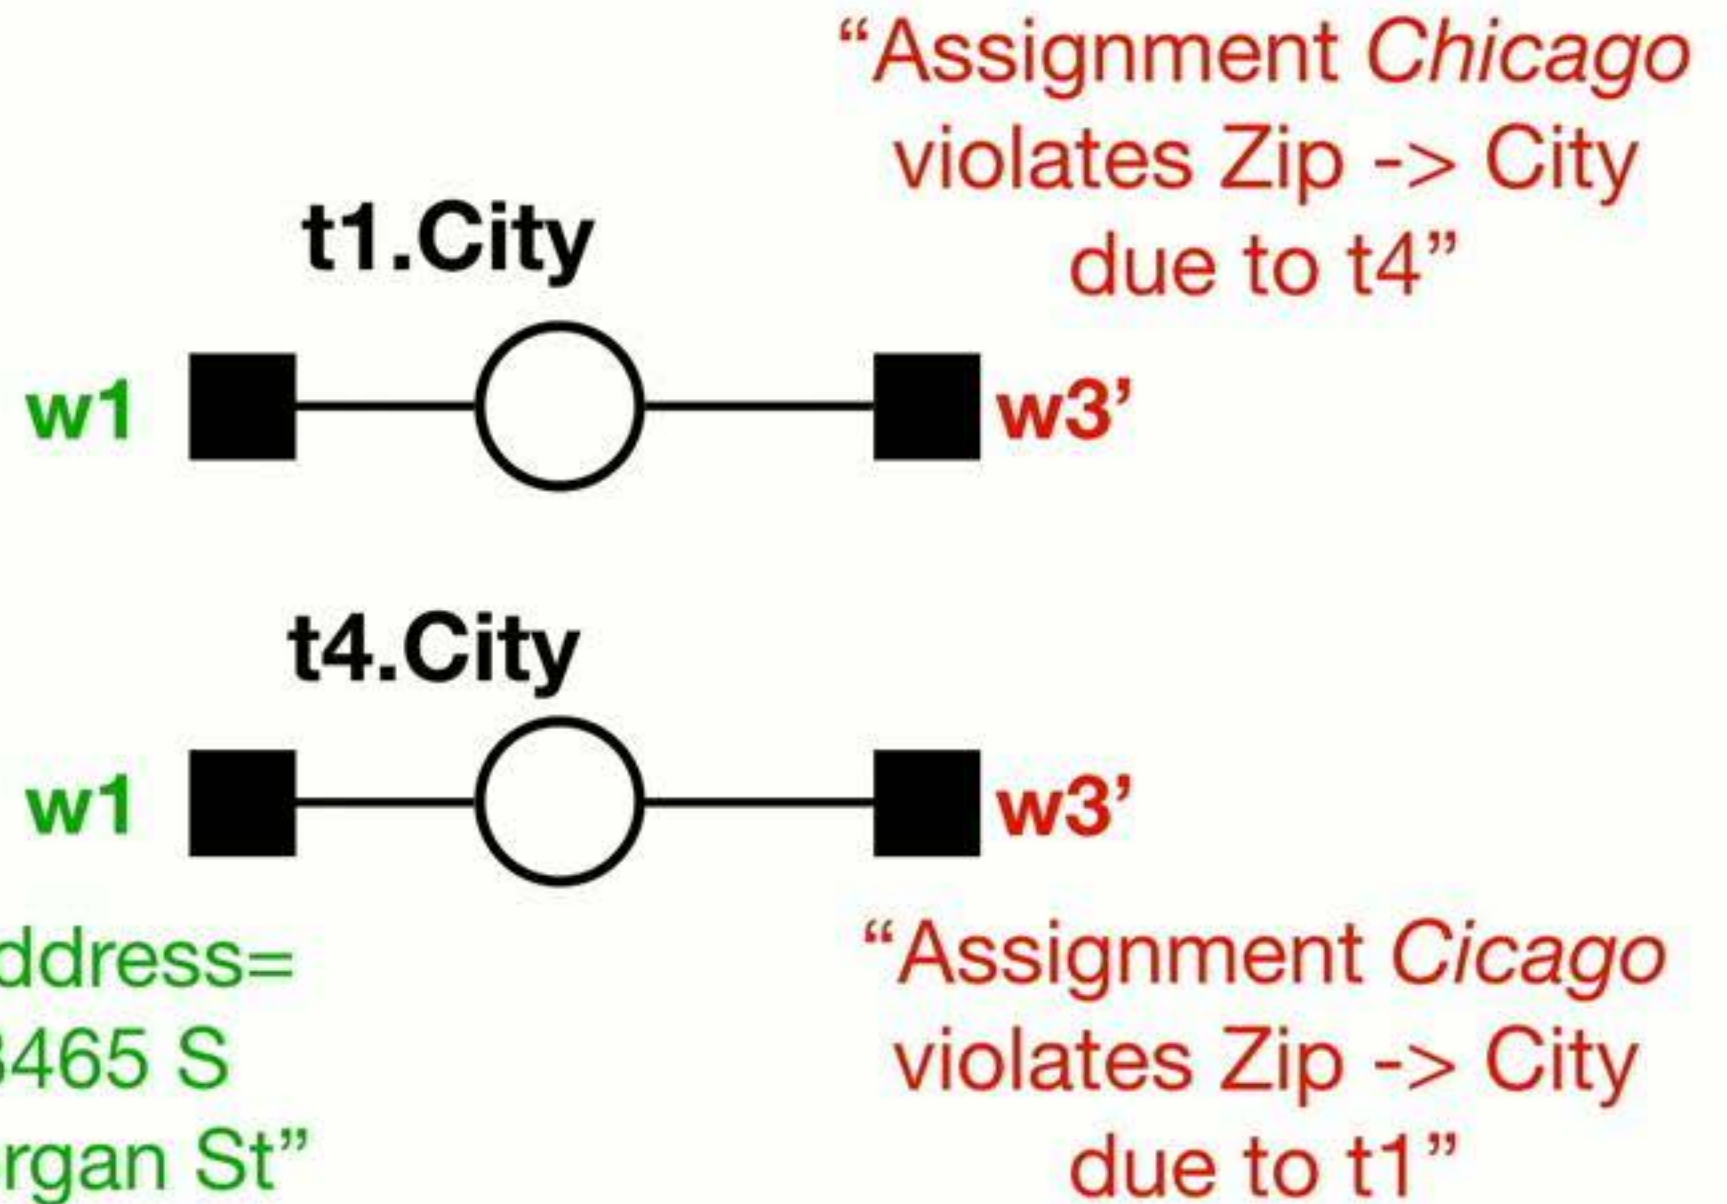 “Assignment Chicago
violates Zip -> City
due to t4”
t1.City
w1 w3’
t4.City
w1 w3’
ddress=
3465 S
rgan St”
“Assignment Cicago
violates Zip -> City
due to t1”